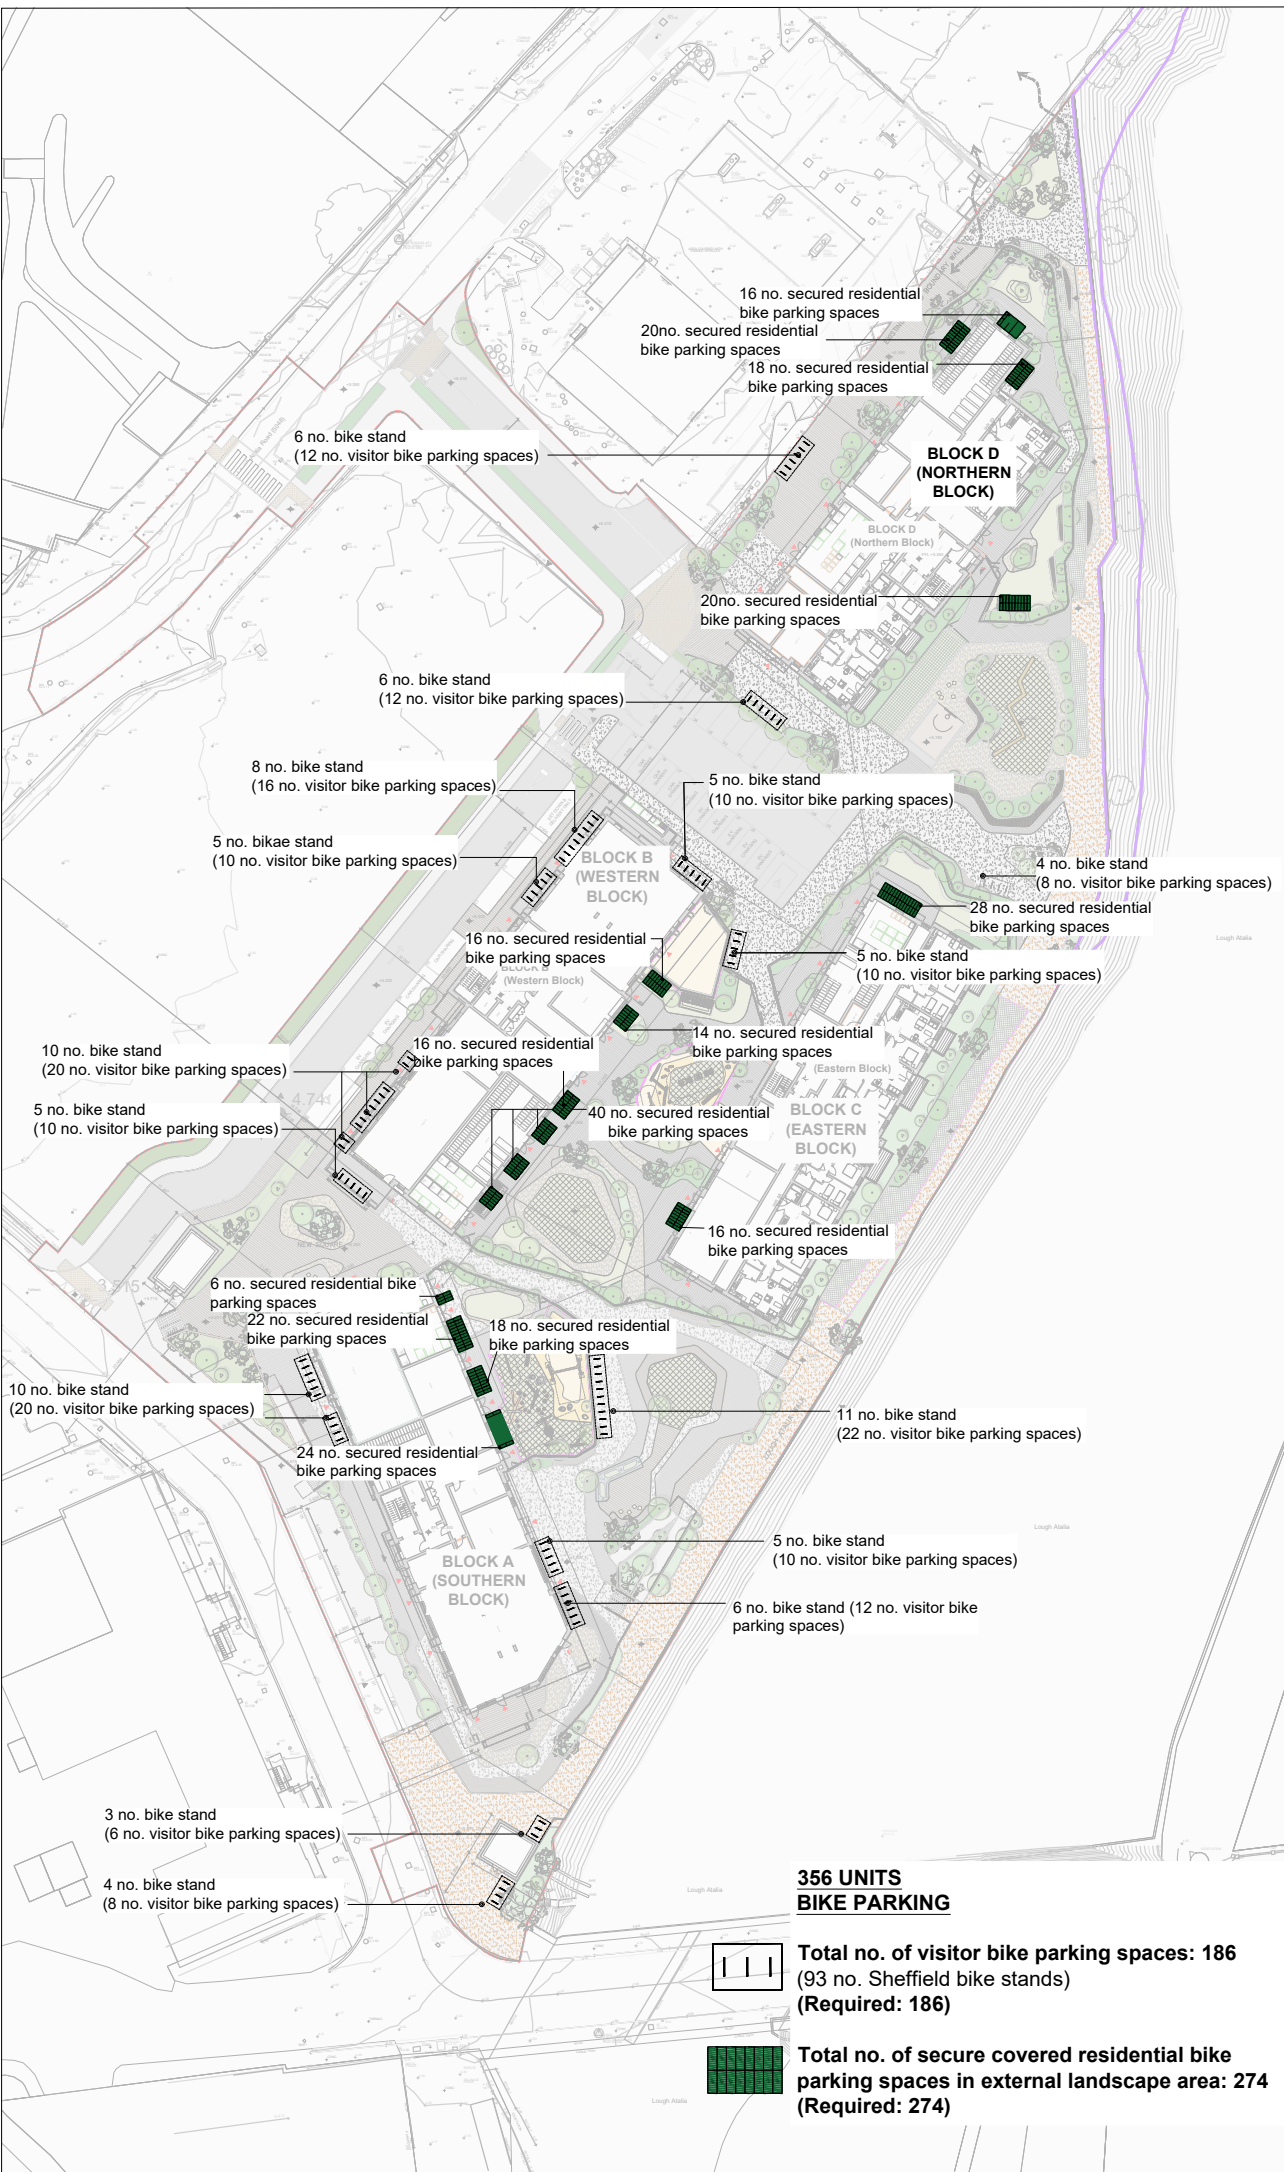 16 no. secured residential
bike parking spaces
20no. secured residential
bike parking spaces
18 no. secured residential
bike parking spaces
6 no. bike stand
(12 no. visitor bike parking spaces)
BLOCK D
(NORTHERN
BLOCK)
BLOCK D
(Northern Block)
20no. secured residential
bike parking spaces
6 no. bike stand
(12 no. visitor bike parking spaces)
8 no. bike stand
(16 no. visitor bike parking spaces)
5 no. bike stand
(10 no. visitor bike parking spaces)
5 no. bikae stand
(10 no. visitor bike parking spaces)
BLOCK B
(WESTERN
BLOCK)
4 no. bike stand
(8 no. visitor bike parking spaces)
28 no. secured residential
bike parking spaces
Lough Atalia
16 no. secured residential
bike parking spaces
BLOCK B
(Western Block)
5 no. bike stand
(10 no. visitor bike parking spaces)
14 no. secured residential
bike parking spaces
16 no. secured residential
bike parking spaces
10 no. bike stand
(20 no. visitor bike parking spaces)
(Eastern Block)
4.741
5 no. bike stand
(10 no. visitor bike parking spaces)
40 no. secured residential
bike parking spaces
BLOCK C
(EASTERN
BLOCK)
16 no. secured residential
bike parking spaces
3.515
6 no. secured residential bike
parking spaces
22 no. secured residential
bike parking spaces
18 no. secured residential
bike parking spaces
10 no. bike stand
(20 no. visitor bike parking spaces)
11 no. bike stand
(22 no. visitor bike parking spaces)
24 no. secured residential
bike parking spaces
Lough Atalia
5 no. bike stand
(10 no. visitor bike parking spaces)
BLOCK A
(SOUTHERN
BLOCK)
6 no. bike stand (12 no. visitor bike
parking spaces)
3 no. bike stand
(6 no. visitor bike parking spaces)
4 no. bike stand
(8 no. visitor bike parking spaces)
Lough Atalia
356 UNITS
BIKE PARKING
Total no. of visitor bike parking spaces: 186
(93 no. Sheffield bike stands)
(Required: 186)
Total no. of secure covered residential bike
parking spaces in external landscape area: 274
(Required: 274)
Lough Atalia